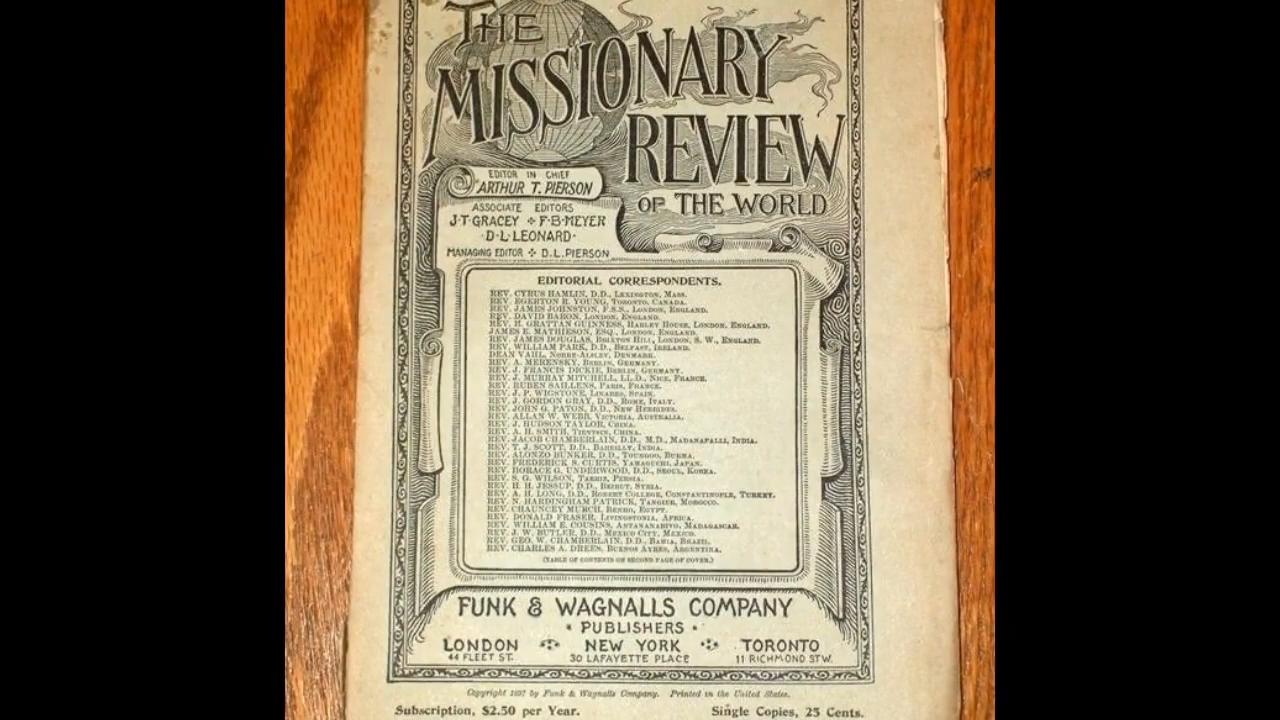 THE
MISSIONARY
REVIEW
OF THE WORLD
EDITOR IN CHIEF
ARTHUR T. PIERSON
ASSOCIATE EDITORS
J.T. GRACEY ✢ F.B. MEYER
·D.L. LEONARD·
MANAGING EDITOR ✢ D.L. PIERSON
EDITORIAL CORRESPONDENTS.
REV. CYRUS HAMLIN, D.D., LEXINGTON, MASS.
REV. EGERTON R. YOUNG, TORONTO, CANADA.
REV. JAMES JOHNSTON, F.S.S., LONDON, ENGLAND.
REV. DAVID BARON, LONDON, ENGLAND.
REV. H. GRATTAN GUINNESS, HARLEY HOUSE, LONDON, ENGLAND.
JAMES E. MATHIESON, ESQ., LONDON, ENGLAND.
REV. JAMES DOUGLAS, BRIXTON HILL, LONDON, S. W., ENGLAND.
REV. WILLIAM PARK, D.D., BELFAST, IRELAND.
DEAN VAHL, NORRE-ALSLEV, DENMARK.
REV. A. MERENSKY, BERLIN, GERMANY.
REV. J. FRANCIS DICKIE, BERLIN, GERMANY.
REV. J. MURRAY MITCHELL, LL.D., NICE, FRANCE.
REV. RUBEN SAILLENS, PARIS, FRANCE.
REV. J. P. WIGSTONE, LINARES, SPAIN.
REV. J. GORDON GRAY, D.D., ROME, ITALY.
REV. JOHN G. PATON, D.D., NEW HEBRIDES.
REV. ALLAN W. WEBB, VICTORIA, AUSTRALIA.
REV. J. HUDSON TAYLOR, CHINA.
REV. A. H. SMITH, TIENTSIN, CHINA.
REV. JACOB CHAMBERLAIN, D.D., M.D., MADANAPALLI, INDIA.
REV. T. J. SCOTT, D.D., BAREILLY, INDIA.
REV. ALONZO BUNKER, D.D., TOUNGOO, BURMA.
REV. FREDERICK S. CURTIS, YAMAGUCHI, JAPAN.
REV. HORACE G. UNDERWOOD, D.D., SEOUL, KOREA.
REV. S. G. WILSON, TABRIZ, PERSIA.
REV. H. H. JESSUP, D.D., BEIRUT, SYRIA.
REV. A. H. LONG, D.D., ROBERT COLLEGE, CONSTANTINOPLE, TURKEY.
REV. N. HARDINGHAM PATRICK, TANGIER, MOROCCO.
REV. CHAUNCEY MURCH, EGYPT.
REV. DONALD FRASER, LIVINGSTONIA, AFRICA.
REV. WILLIAM E. COUSINS, ANTANANARIVO, MADAGASCAR.
REV. J. W. BUTLER, D.D., MEXICO CITY, MEXICO.
REV. GEO. W. CHAMBERLAIN, D.D., BAHIA, BRAZIL.
REV. CHARLES A. DREES, BUENOS AYRES, ARGENTINA.
(TABLE OF CONTENTS ON SECOND PAGE OF COVER.)
FUNK & WAGNALLS COMPANY
• PUBLISHERS •
LONDON NEW YORK TORONTO
44 FLEET ST. 30 LAFAYETTE PLACE 11 RICHMOND ST W.
Copyright 1897 by Funk & Wagnalls Company. Printed in the United States.
Subscription, $2.50 per Year. Single Copies, 25 Cents.